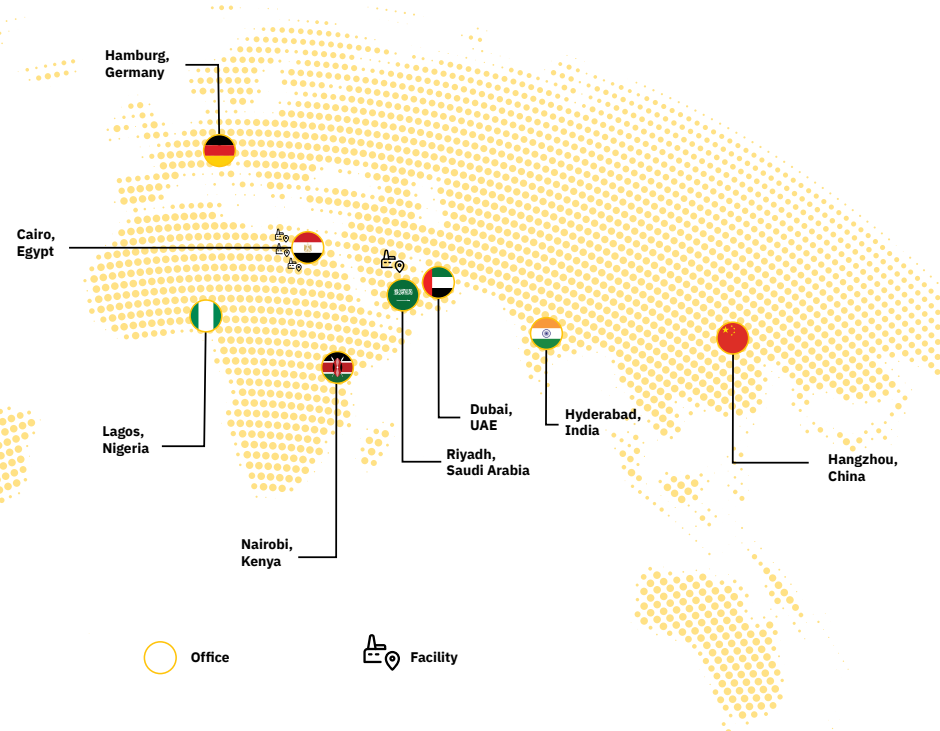 Hamburg,
Germany
Cairo,
Egypt
Lagos,
Nigeria
Dubai,
UAE
Hyderabad,
India
Riyadh,
Saudi Arabia
Hangzhou,
China
Nairobi,
Kenya
Office
Facility